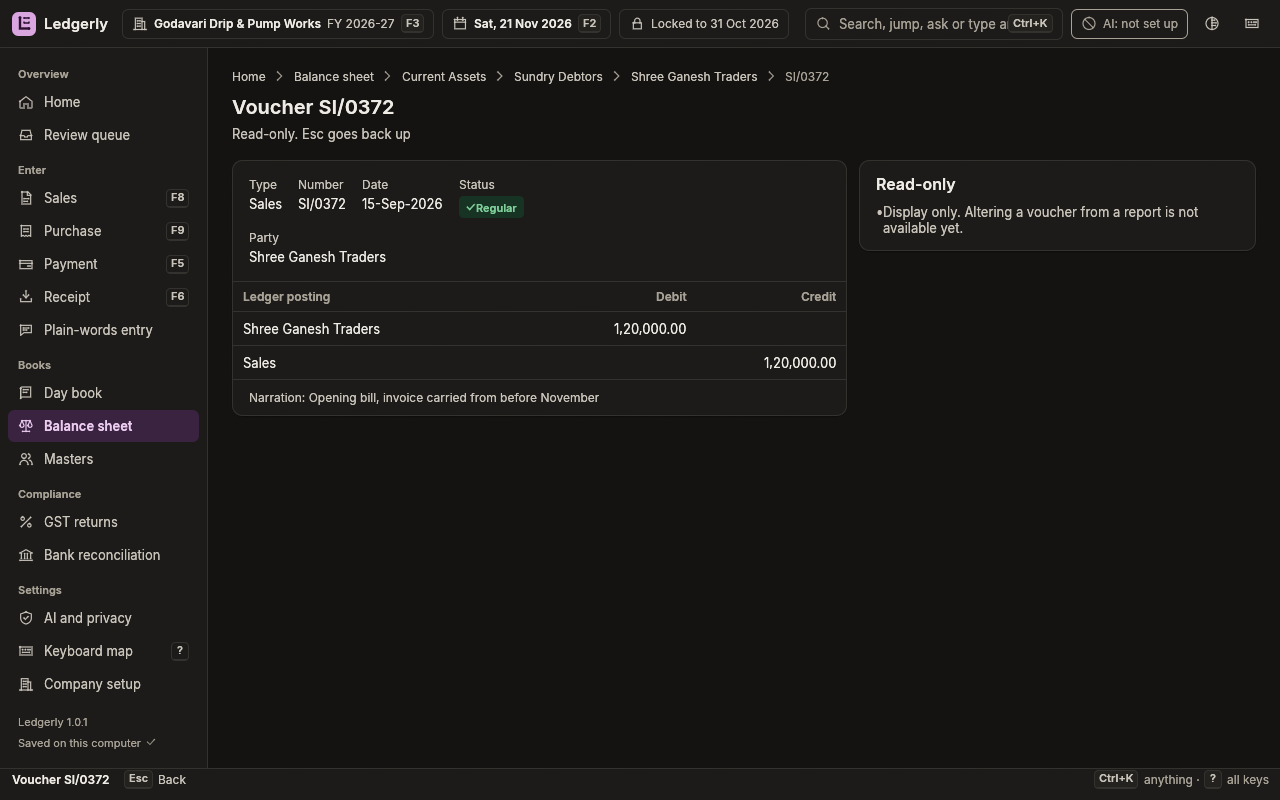 Ledgerly
Godavari Drip & Pump Works FY 2026-27 F3
Sat, 21 Nov 2026 F2
Locked to 31 Oct 2026
Search, jump, ask or type a Ctrl+K
AI: not set up
Overview
Home
Review queue
Enter
Sales F8
Purchase F9
Payment F5
Receipt F6
Plain-words entry
Books
Day book
Balance sheet
Masters
Compliance
GST returns
Bank reconciliation
Settings
AI and privacy
Keyboard map ?
Company setup
Ledgerly 1.0.1
Saved on this computer
Home Balance sheet Current Assets Sundry Debtors Shree Ganesh Traders SI/0372
Voucher SI/0372
Read-only. Esc goes back up
Type Number Date Status
Sales SI/0372 15-Sep-2026 Regular
Party
Shree Ganesh Traders
Ledger posting Debit Credit
Shree Ganesh Traders 1,20,000.00
Sales 1,20,000.00
Narration: Opening bill, invoice carried from before November
Read-only
•Display only. Altering a voucher from a report is not
available yet.
Voucher SI/0372 Esc Back
Ctrl+K anything · ? all keys